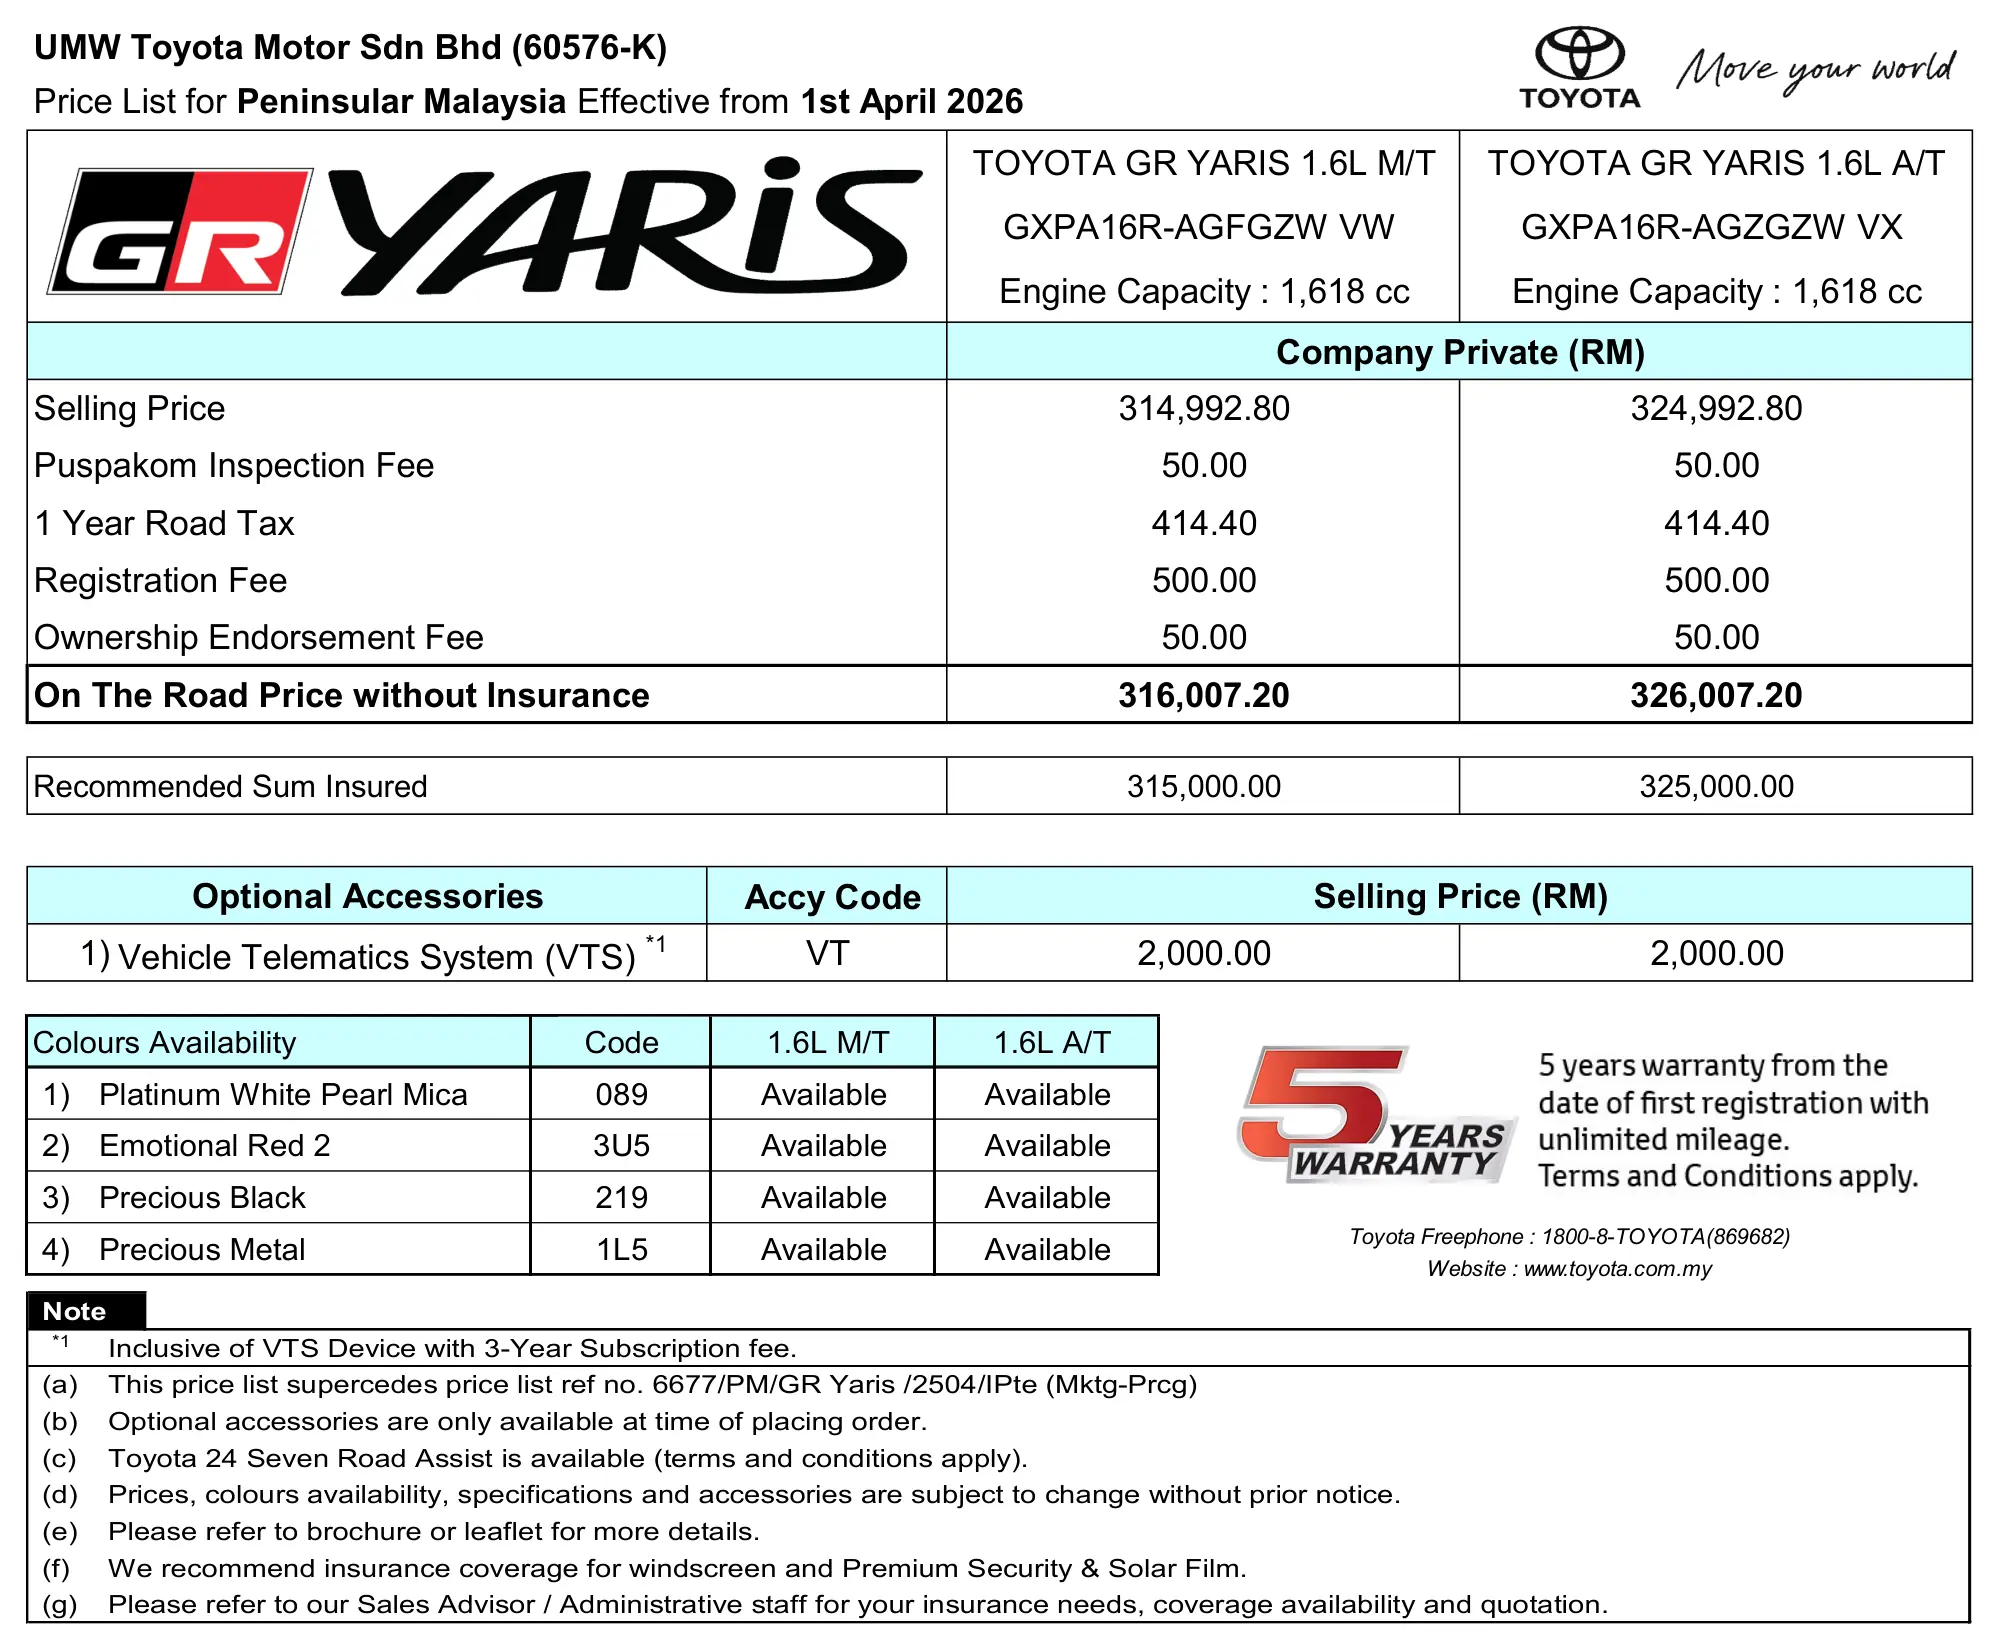 UMW Toyota Motor Sdn Bhd (60576-K)
Price List for Peninsular Malaysia Effective from 1st April 2026
TOYOTA
Move your world
GR YARiS
TOYOTA GR YARIS 1.6L M/T
GXPA16R-AGFGZW VW
Engine Capacity : 1,618 cc
TOYOTA GR YARIS 1.6L A/T
GXPA16R-AGZGZW VX
Engine Capacity : 1,618 cc
Company Private (RM)
Selling Price 314,992.80 324,992.80
Puspakom Inspection Fee 50.00 50.00
1 Year Road Tax 414.40 414.40
Registration Fee 500.00 500.00
Ownership Endorsement Fee 50.00 50.00
On The Road Price without Insurance 316,007.20 326,007.20
Recommended Sum Insured 315,000.00 325,000.00
Optional Accessories Accy Code Selling Price (RM)
1) Vehicle Telematics System (VTS) *1 VT 2,000.00 2,000.00
Colours Availability Code 1.6L M/T 1.6L A/T
1) Platinum White Pearl Mica 089 Available Available
2) Emotional Red 2 3U5 Available Available
3) Precious Black 219 Available Available
4) Precious Metal 1L5 Available Available
5 YEARS
WARRANTY
5 years warranty from the
date of first registration with
unlimited mileage.
Terms and Conditions apply.
Toyota Freephone : 1800-8-TOYOTA(869682)
Website : www.toyota.com.my
Note
*1 Inclusive of VTS Device with 3-Year Subscription fee.
(a) This price list supercedes price list ref no. 6677/PM/GR Yaris /2504/IPte (Mktg-Prcg)
(b) Optional accessories are only available at time of placing order.
(c) Toyota 24 Seven Road Assist is available (terms and conditions apply).
(d) Prices, colours availability, specifications and accessories are subject to change without prior notice.
(e) Please refer to brochure or leaflet for more details.
(f) We recommend insurance coverage for windscreen and Premium Security & Solar Film.
(g) Please refer to our Sales Advisor / Administrative staff for your insurance needs, coverage availability and quotation.